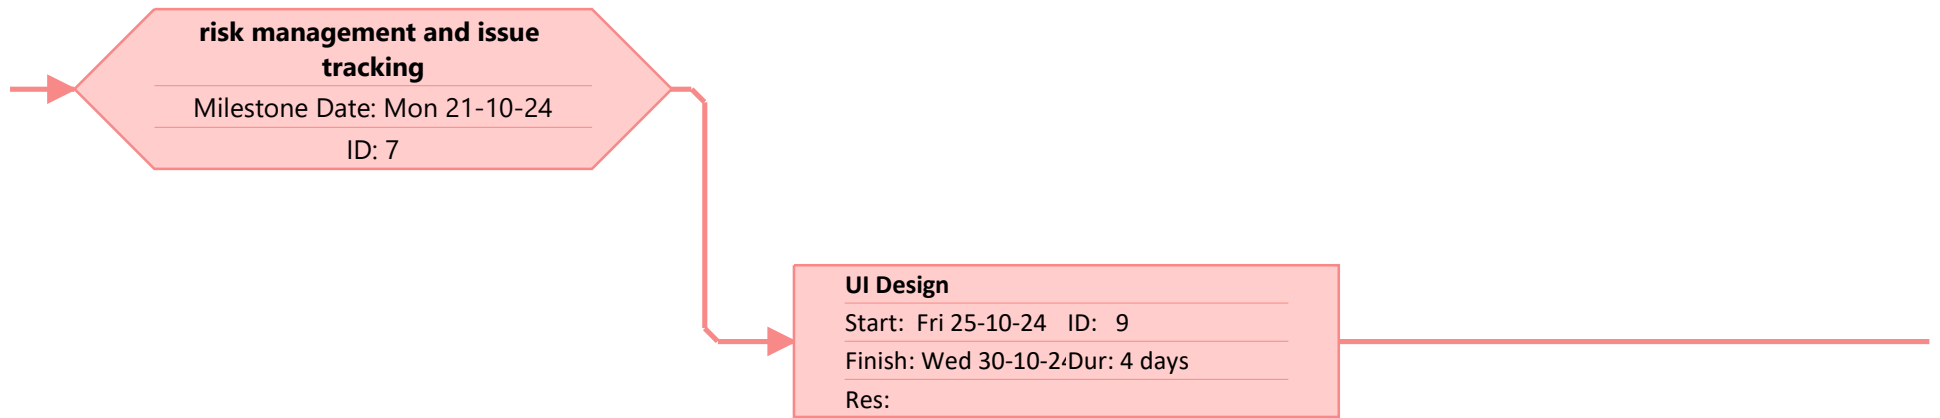 risk management and issue
tracking
Milestone Date: Mon 21-10-24
ID: 7
UI Design
Start: Fri 25-10-24 ID: 9
Finish: Wed 30-10-2 Dur: 4 days
Res: